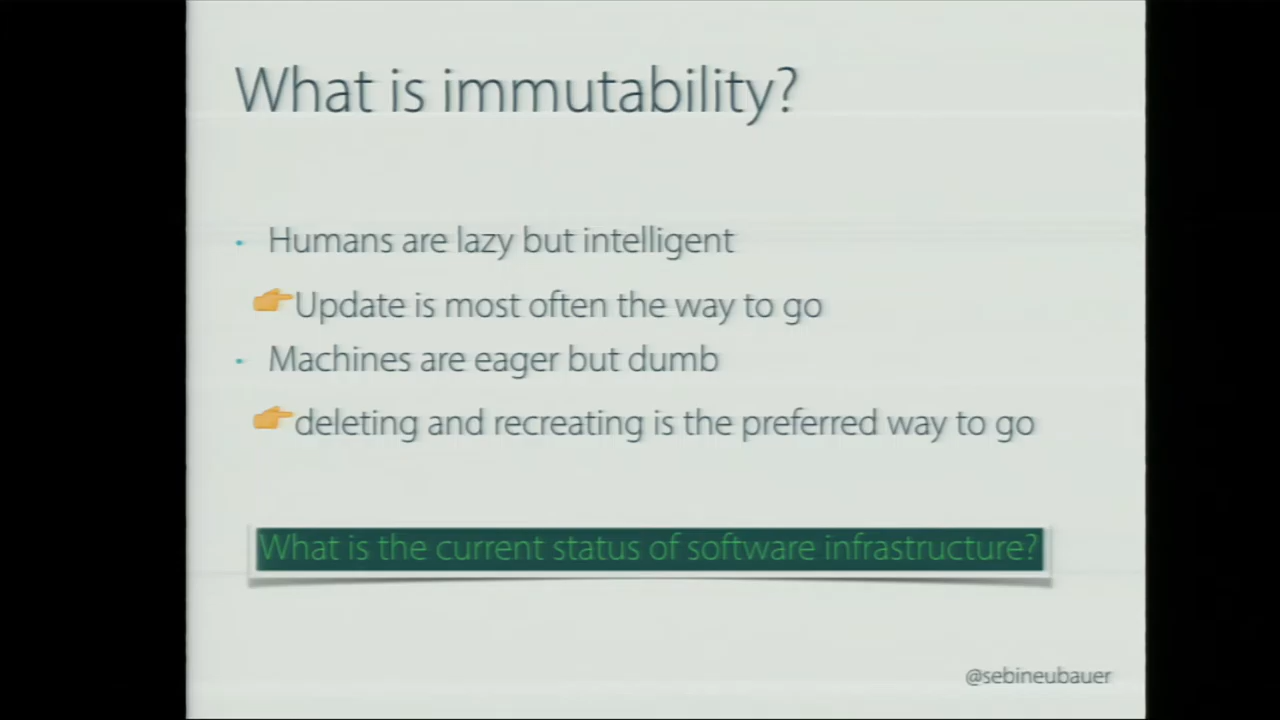 What is immutability?
• Humans are lazy but intelligent
👉Update is most often the way to go
• Machines are eager but dumb
👉deleting and recreating is the preferred way to go
What is the current status of software infrastructure?
@sebineubauer